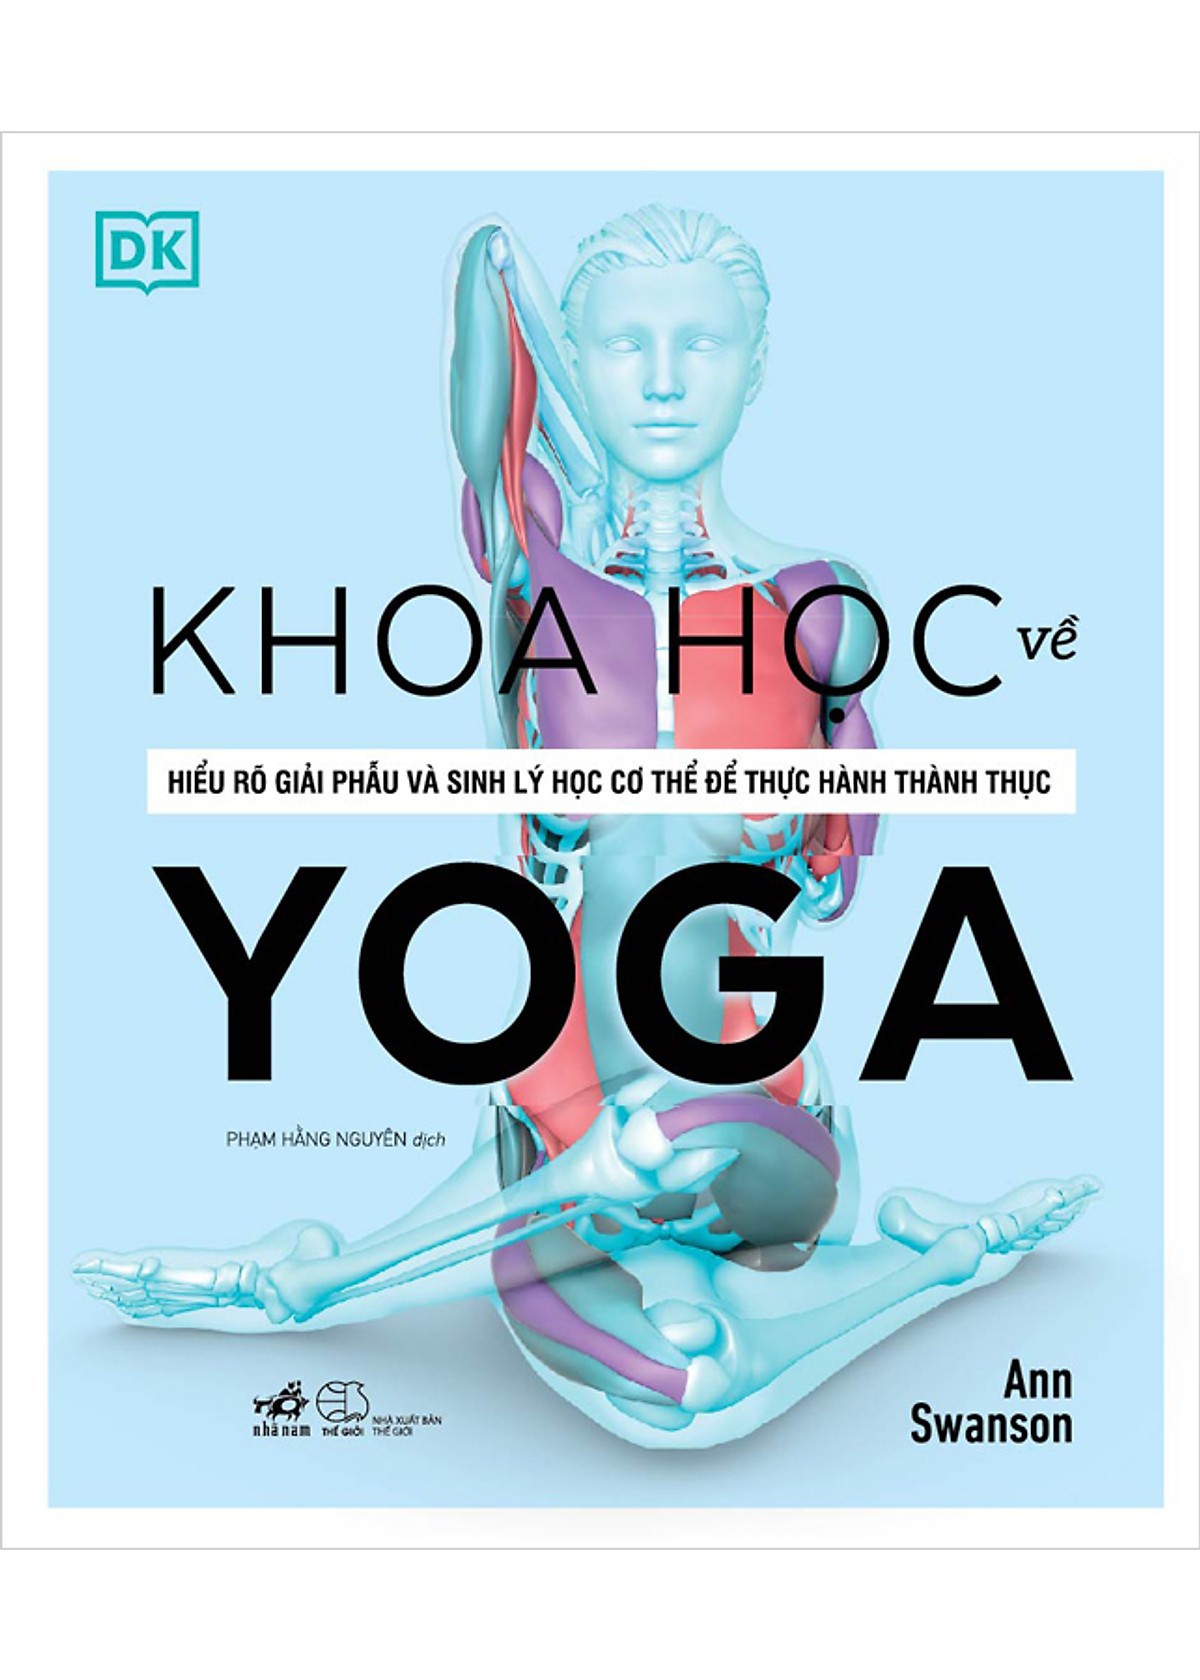 DK
KHOA HỌC về
HIỂU RÕ GIẢI PHẪU VÀ SINH LÝ HỌC CƠ THỂ ĐỂ THỰC HÀNH THÀNH THỤC
YOGA
PHẠM HẰNG NGUYÊN dịch
Ann
Swanson
nhã nam
THẾ GIỚI
NHÀ XUẤT BẢN
THẾ GIỚI